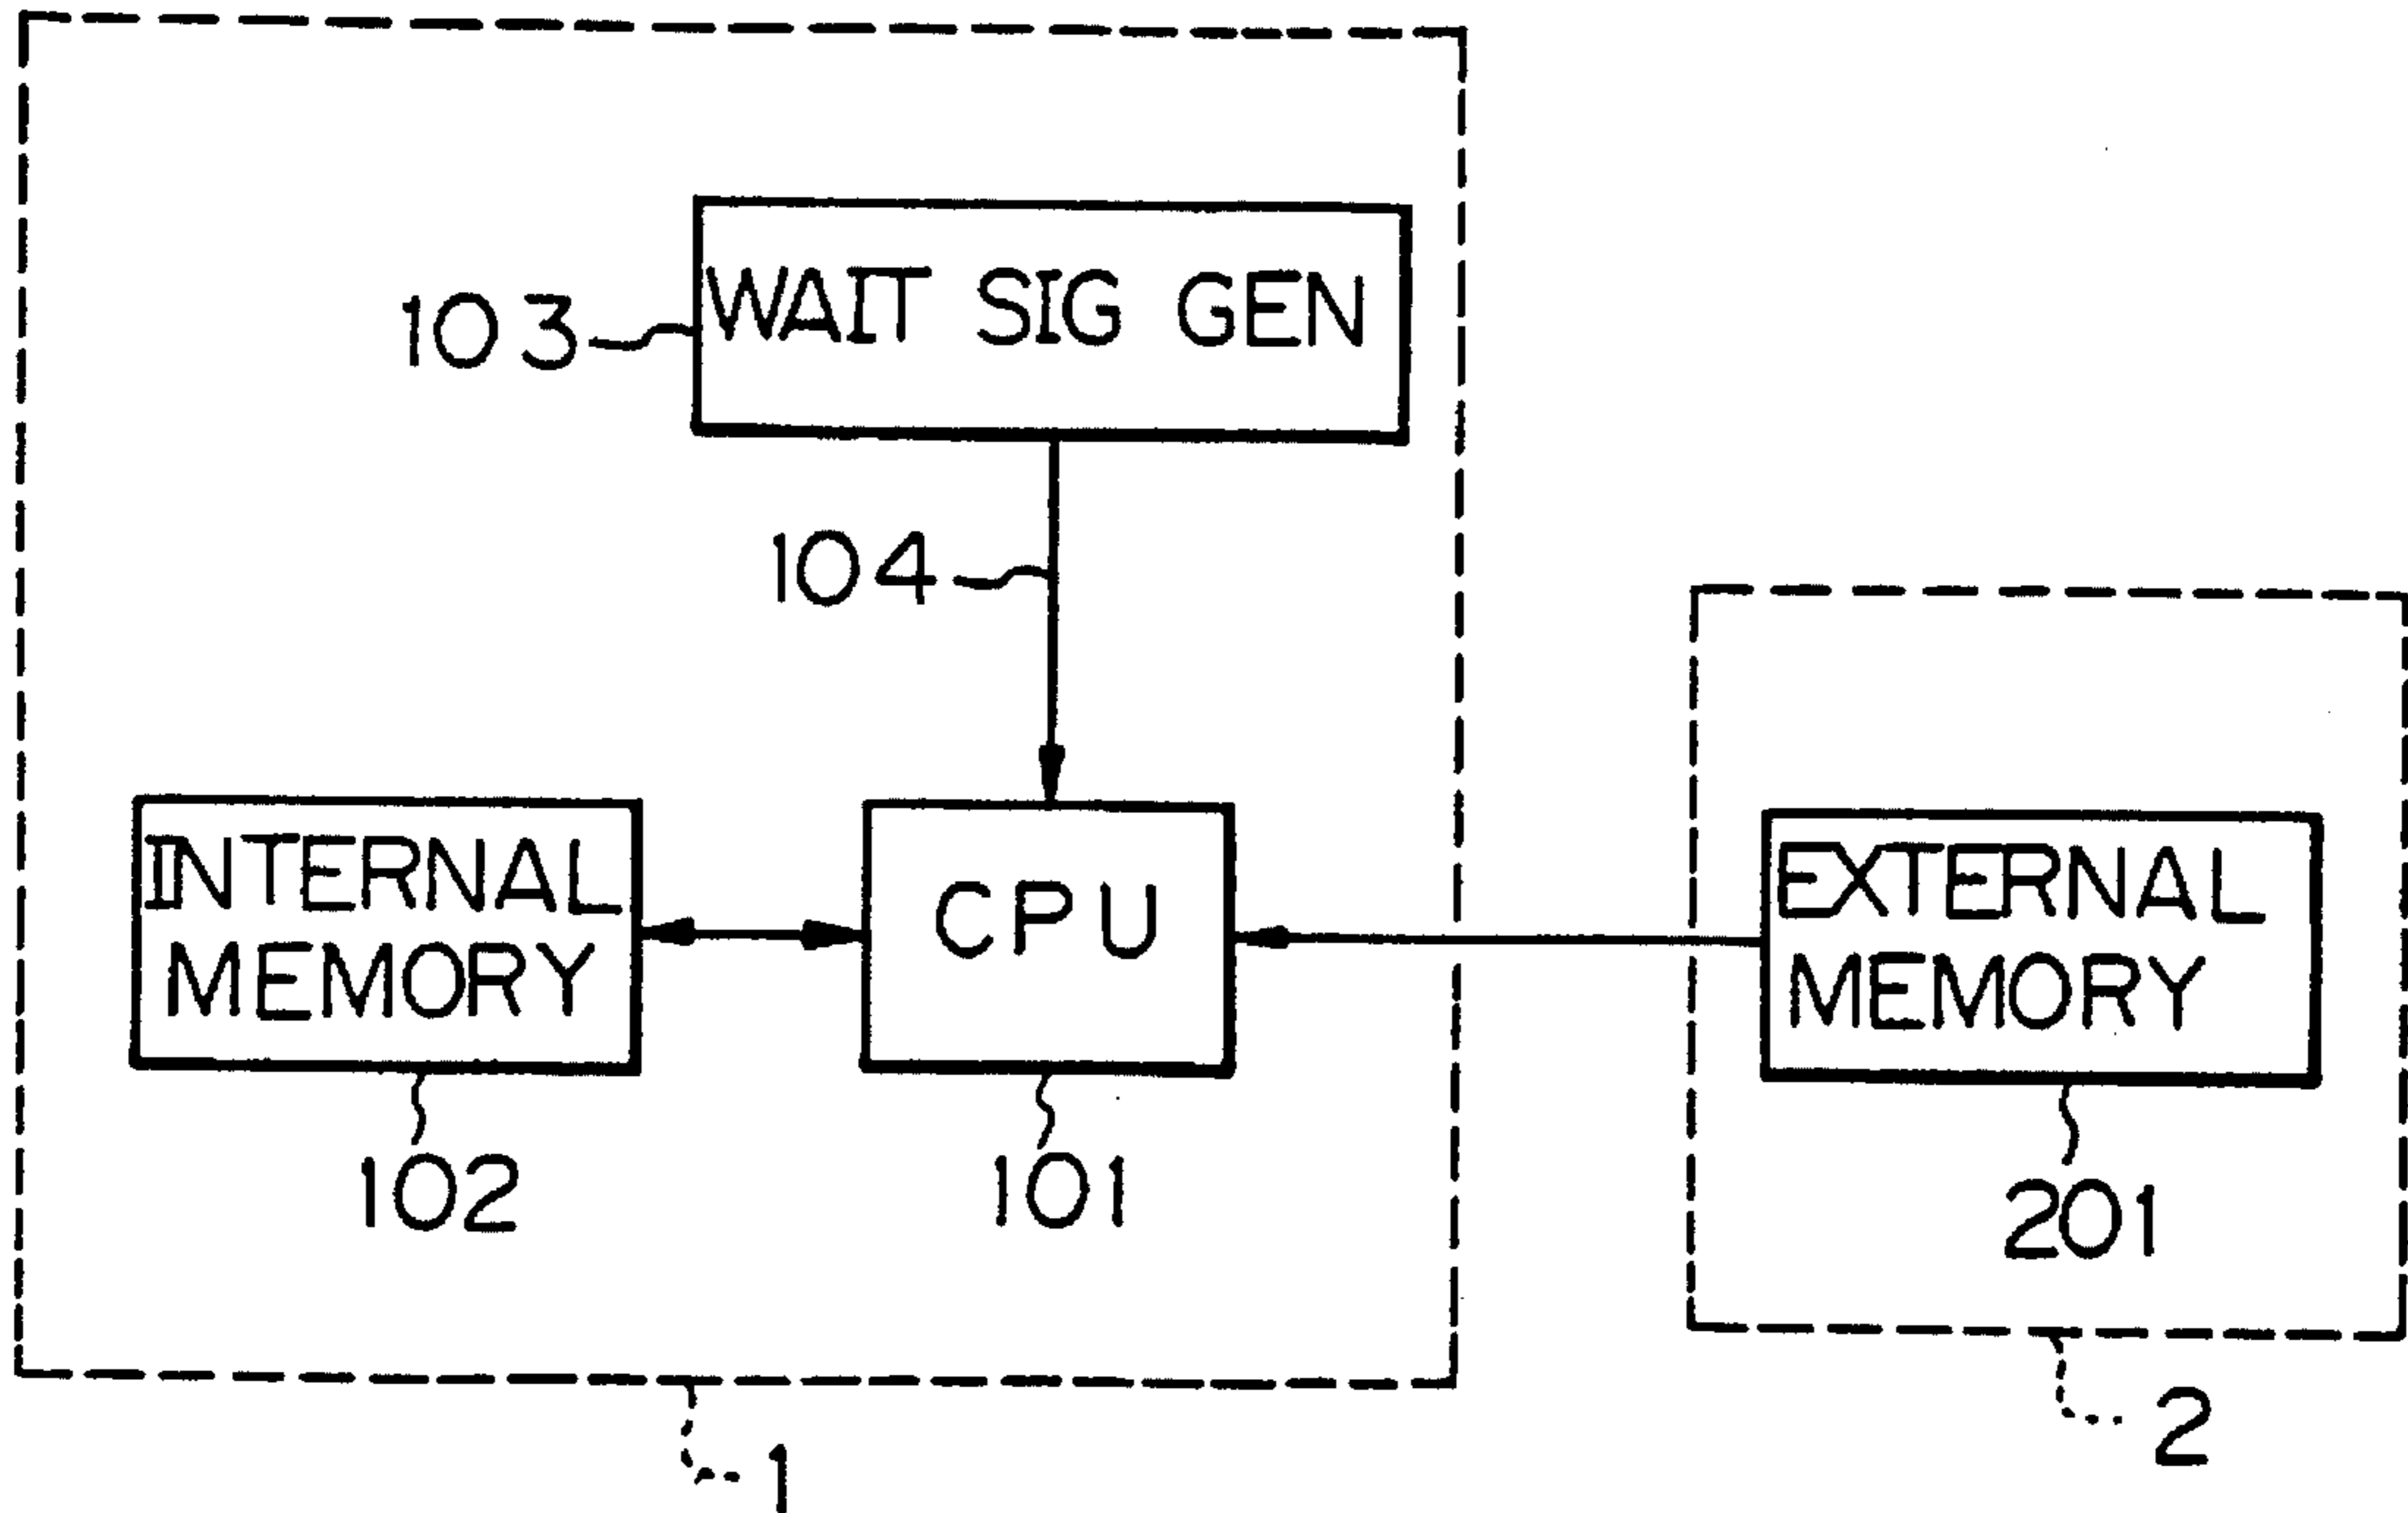 WAIT SIG GEN
103
104
INTERNAL
MEMORY
CPU
EXTERNAL
MEMORY
102
101
201
1
2